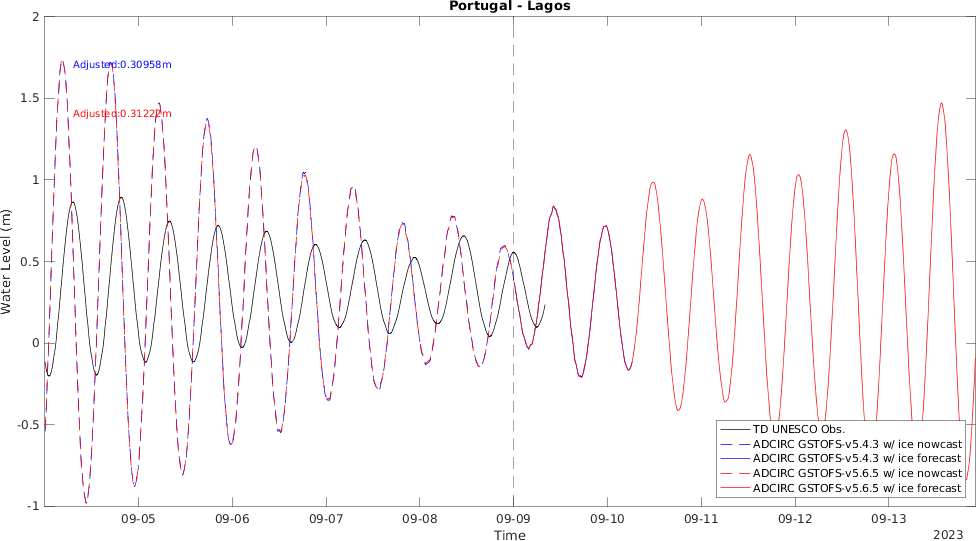 Portugal - Lagos
2
Adjusted:0.30958m
1.5
Adjusted:0.31222m
1
0.5
0
-0.5
-1
Water Level (m)
TD UNESCO Obs.
ADCIRC GSTOFS-v5.4.3 w/ ice nowcast
ADCIRC GSTOFS-v5.4.3 w/ ice forecast
ADCIRC GSTOFS-v5.6.5 w/ ice nowcast
ADCIRC GSTOFS-v5.6.5 w/ ice forecast
09-05 09-06 09-07 09-08 09-09 09-10 09-11 09-12 09-13
Time
2023